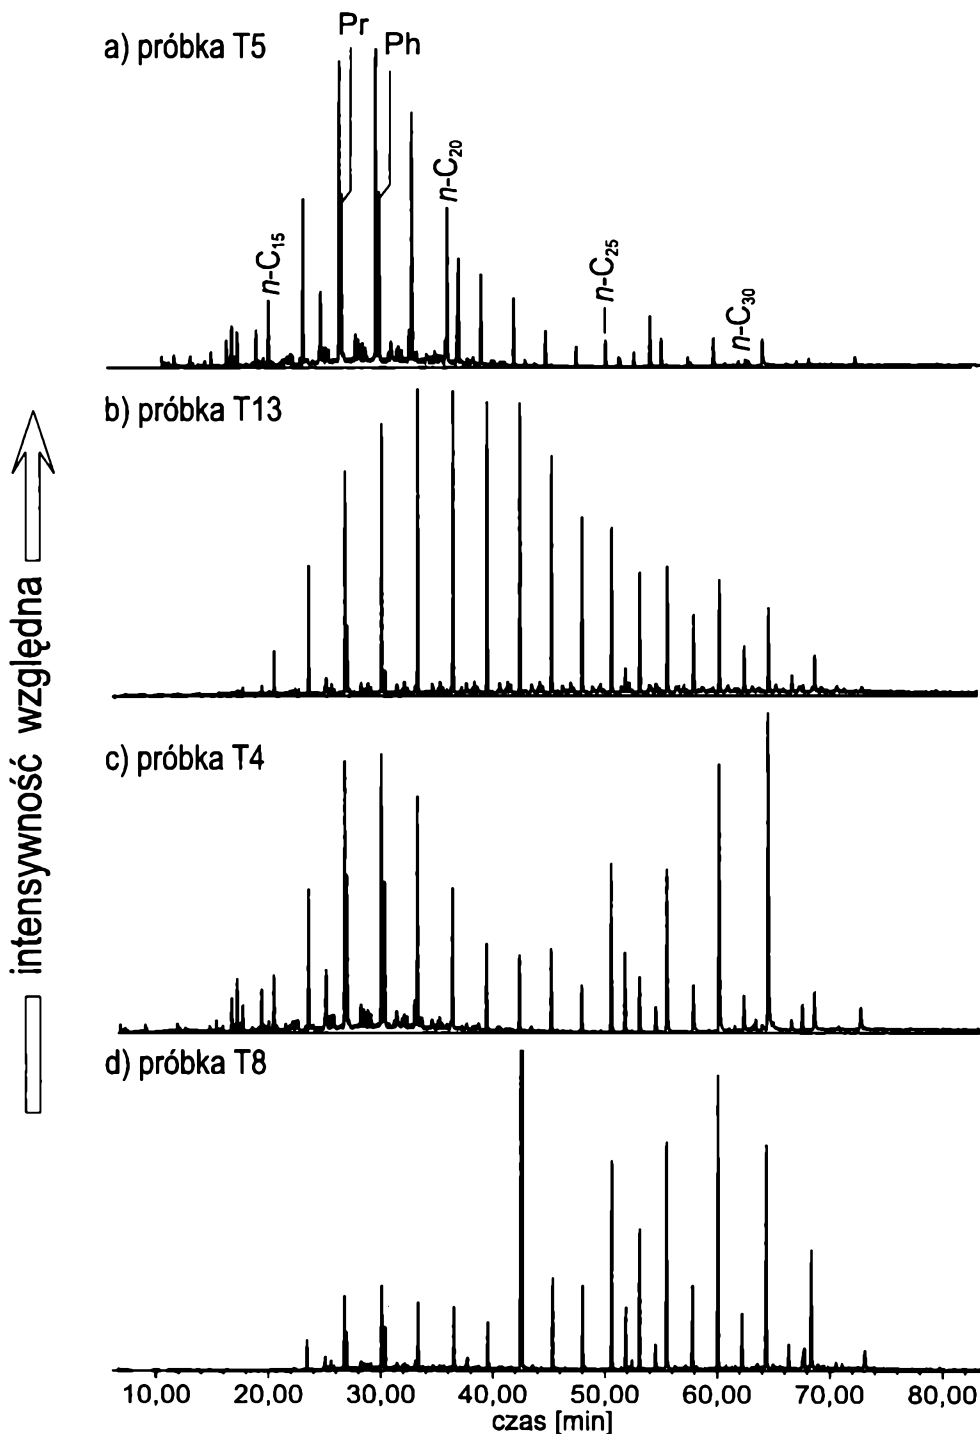 a) próbka T5
Pr
Ph
n-C15
n-C20
n-C25
n-C30
b) próbka T13
c) próbka T4
d) próbka T8
intensywność względna
10,00 20,00 30,00 40,00 50,00 60,00 70,00 80,00
czas [min]